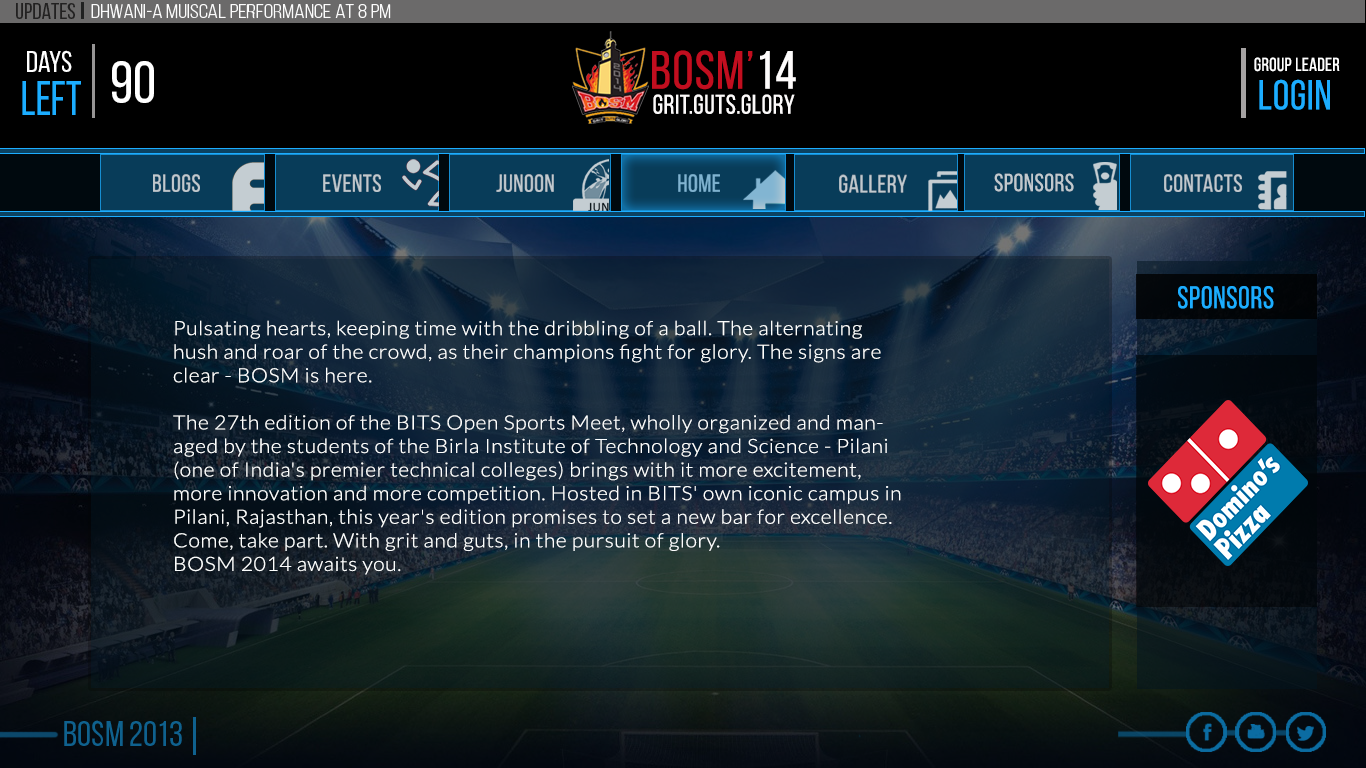 UPDATES | DHWANI-A MUISCAL PERFORMANCE AT 8 PM
DAYS
LEFT
90
2014
BOSM
BOSM'14
GRIT.GUTS.GLORY
GROUP LEADER
LOGIN
BLOGS
EVENTS
JUNOON
JUN
HOME
GALLERY
SPONSORS
CONTACTS
Pulsating hearts, keeping time with the dribbling of a ball. The alternating
hush and roar of the crowd, as their champions fight for glory. The signs are
clear - BOSM is here.
The 27th edition of the BITS Open Sports Meet, wholly organized and man-
aged by the students of the Birla Institute of Technology and Science - Pilani
(one of India's premier technical colleges) brings with it more excitement,
more innovation and more competition. Hosted in BITS' own iconic campus in
Pilani, Rajasthan, this year's edition promises to set a new bar for excellence.
Come, take part. With grit and guts, in the pursuit of glory.
BOSM 2014 awaits you.
SPONSORS
Domino's
Pizza
BOSM 2013